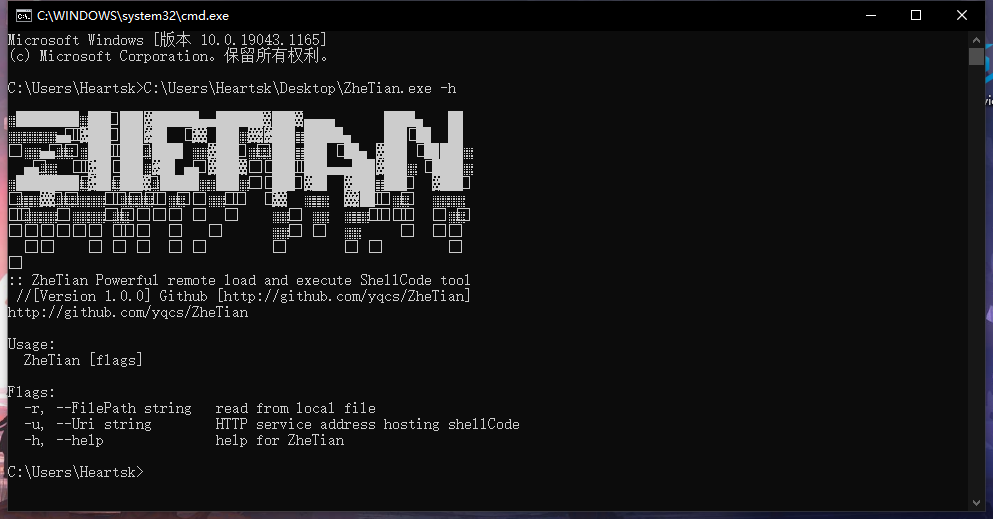 C:\WINDOWS\system32\cmd.exe
Microsoft Windows [版本 10.0.19043.1165]
(c) Microsoft Corporation。保留所有权利。
C:\Users\Heartsk>C:\Users\Heartsk\Desktop\ZheTian.exe -h
ZHETIAN
:: ZheTian Powerful remote load and execute ShellCode tool
//[Version 1.0.0] Github [http://github.com/yqcs/ZheTian]
http://github.com/yqcs/ZheTian
Usage:
ZheTian [flags]
Flags:
-r, --FilePath string read from local file
-u, --Uri string HTTP service address hosting shellCode
-h, --help help for ZheTian
C:\Users\Heartsk>